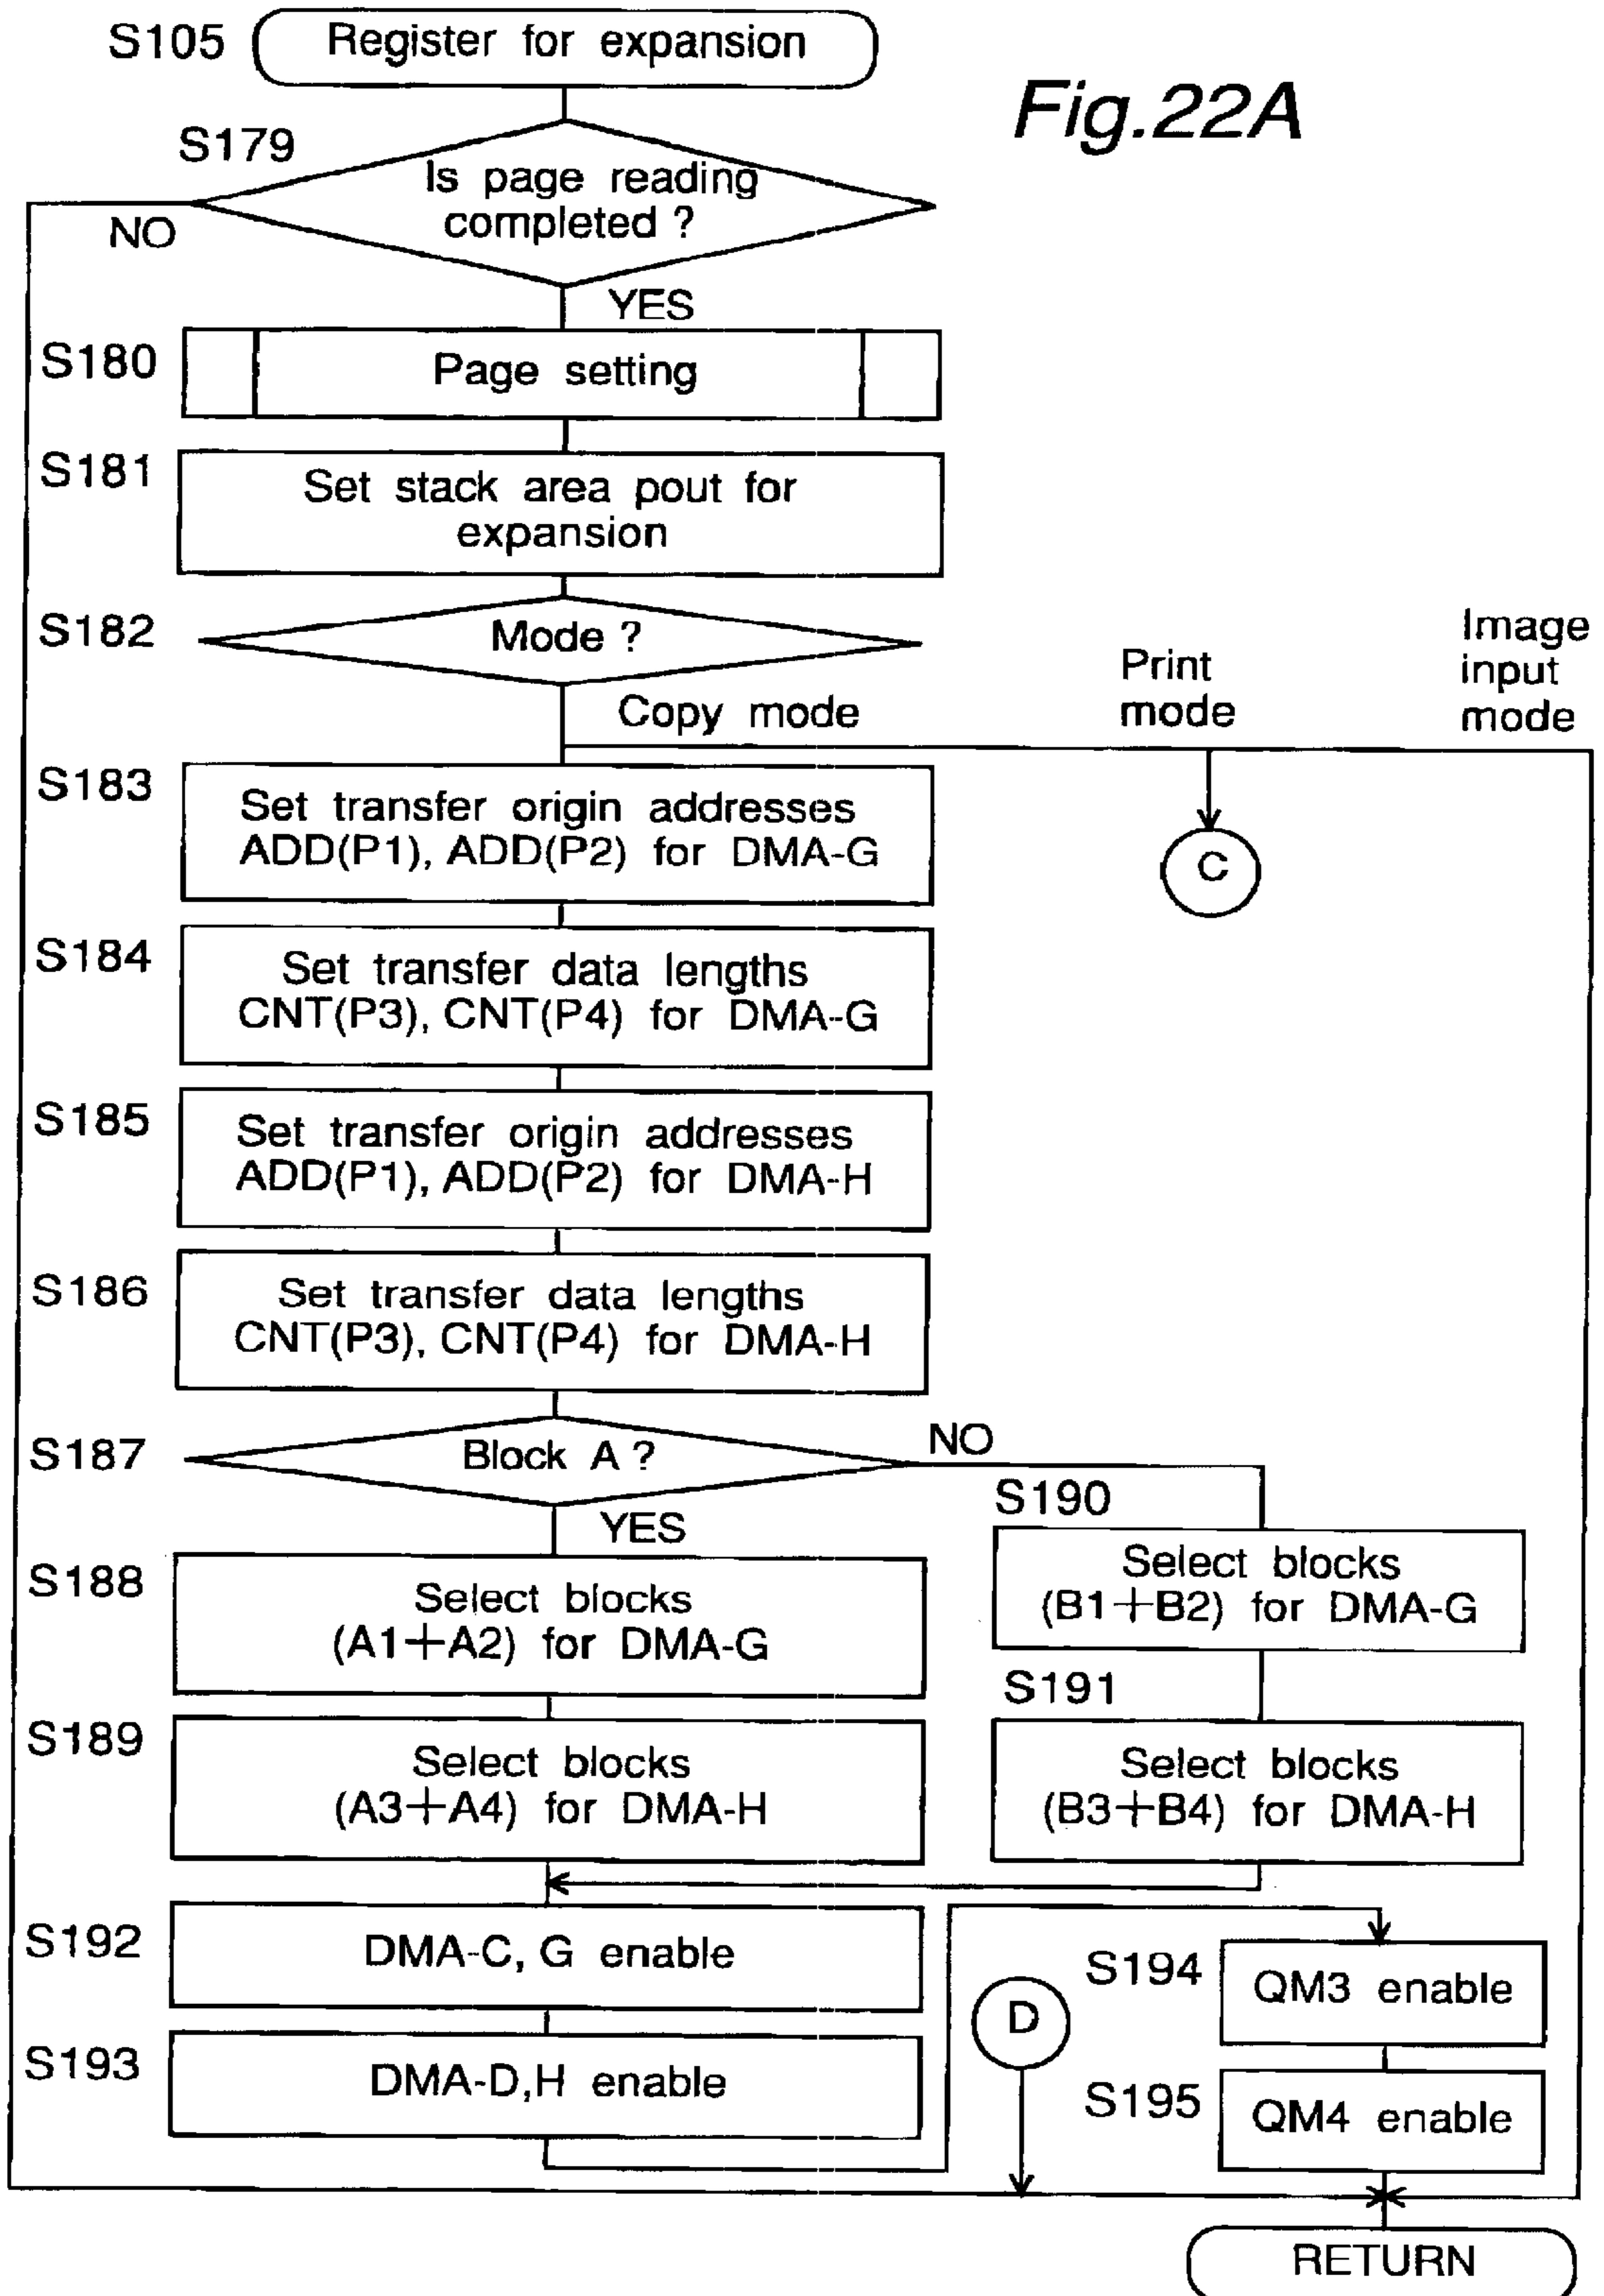 S105
Register for expansion
Fig.22A
S179
Is page reading
completed ?
NO
YES
S180
Page setting
S181
Set stack area pout for
expansion
S182
Mode ?
Copy mode
Print
mode
Image
input
mode
C
S183
Set transfer origin addresses
ADD(P1), ADD(P2) for DMA-G
S184
Set transfer data lengths
CNT(P3), CNT(P4) for DMA-G
S185
Set transfer origin addresses
ADD(P1), ADD(P2) for DMA-H
S186
Set transfer data lengths
CNT(P3), CNT(P4) for DMA-H
S187
Block A ?
NO
YES
S188
Select blocks
(A1+A2) for DMA-G
S189
Select blocks
(A3+A4) for DMA-H
S190
Select blocks
(B1+B2) for DMA-G
S191
Select blocks
(B3+B4) for DMA-H
S192
DMA-C, G enable
S193
DMA-D,H enable
D
S194
QM3 enable
S195
QM4 enable
RETURN